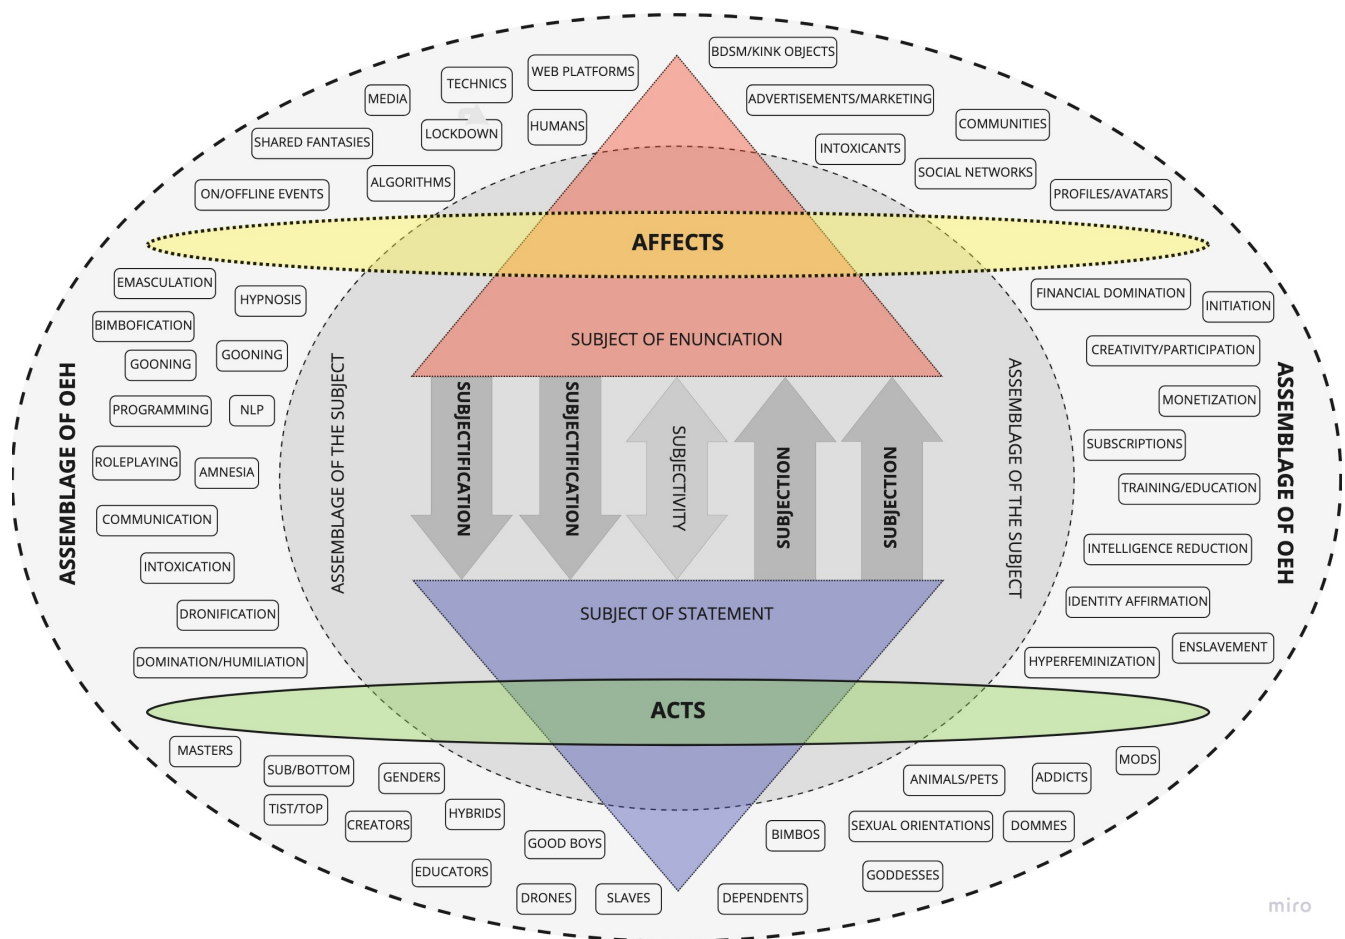 BDSM/KINK OBJECTS
WEB PLATFORMS
TECHNICS
MEDIA
ADVERTISEMENTS/MARKETING
COMMUNITIES
HUMANS
LOCKDOWN
SHARED FANTASIES
INTOXICANTS
SOCIAL NETWORKS
ALGORITHMS
ON/OFFLINE EVENTS
PROFILES/AVATARS
AFFECTS
EMASCULATION
HYPNOSIS
BIMBOFICATION
GOONING
GOONING
PROGRAMMING
NLP
ROLEPLAYING
AMNESIA
COMMUNICATION
INTOXICATION
DRONIFICATION
DOMINATION/HUMILIATION
ASSEMBLAGE OF OEH
ASSEMBLAGE OF THE SUBJECT
SUBJECT OF ENUNCIATION
SUBJECTIFICATION
SUBJECTIFICATION
SUBJECTIVITY
SUBJECTION
SUBJECTION
SUBJECT OF STATEMENT
ASSEMBLAGE OF THE SUBJECT
ASSEMBLAGE OF OEH
FINANCIAL DOMINATION
INITIATION
CREATIVITY/PARTICIPATION
MONETIZATION
SUBSCRIPTIONS
TRAINING/EDUCATION
INTELLIGENCE REDUCTION
IDENTITY AFFIRMATION
ENSLAVEMENT
HYPERFEMINIZATION
ACTS
MASTERS
SUB/BOTTOM
GENDERS
TIST/TOP
CREATORS
HYBRIDS
GOOD BOYS
EDUCATORS
DRONES
SLAVES
MODS
ANIMALS/PETS
ADDICTS
BIMBOS
SEXUAL ORIENTATIONS
DOMMES
GODDESSES
DEPENDENTS
miro